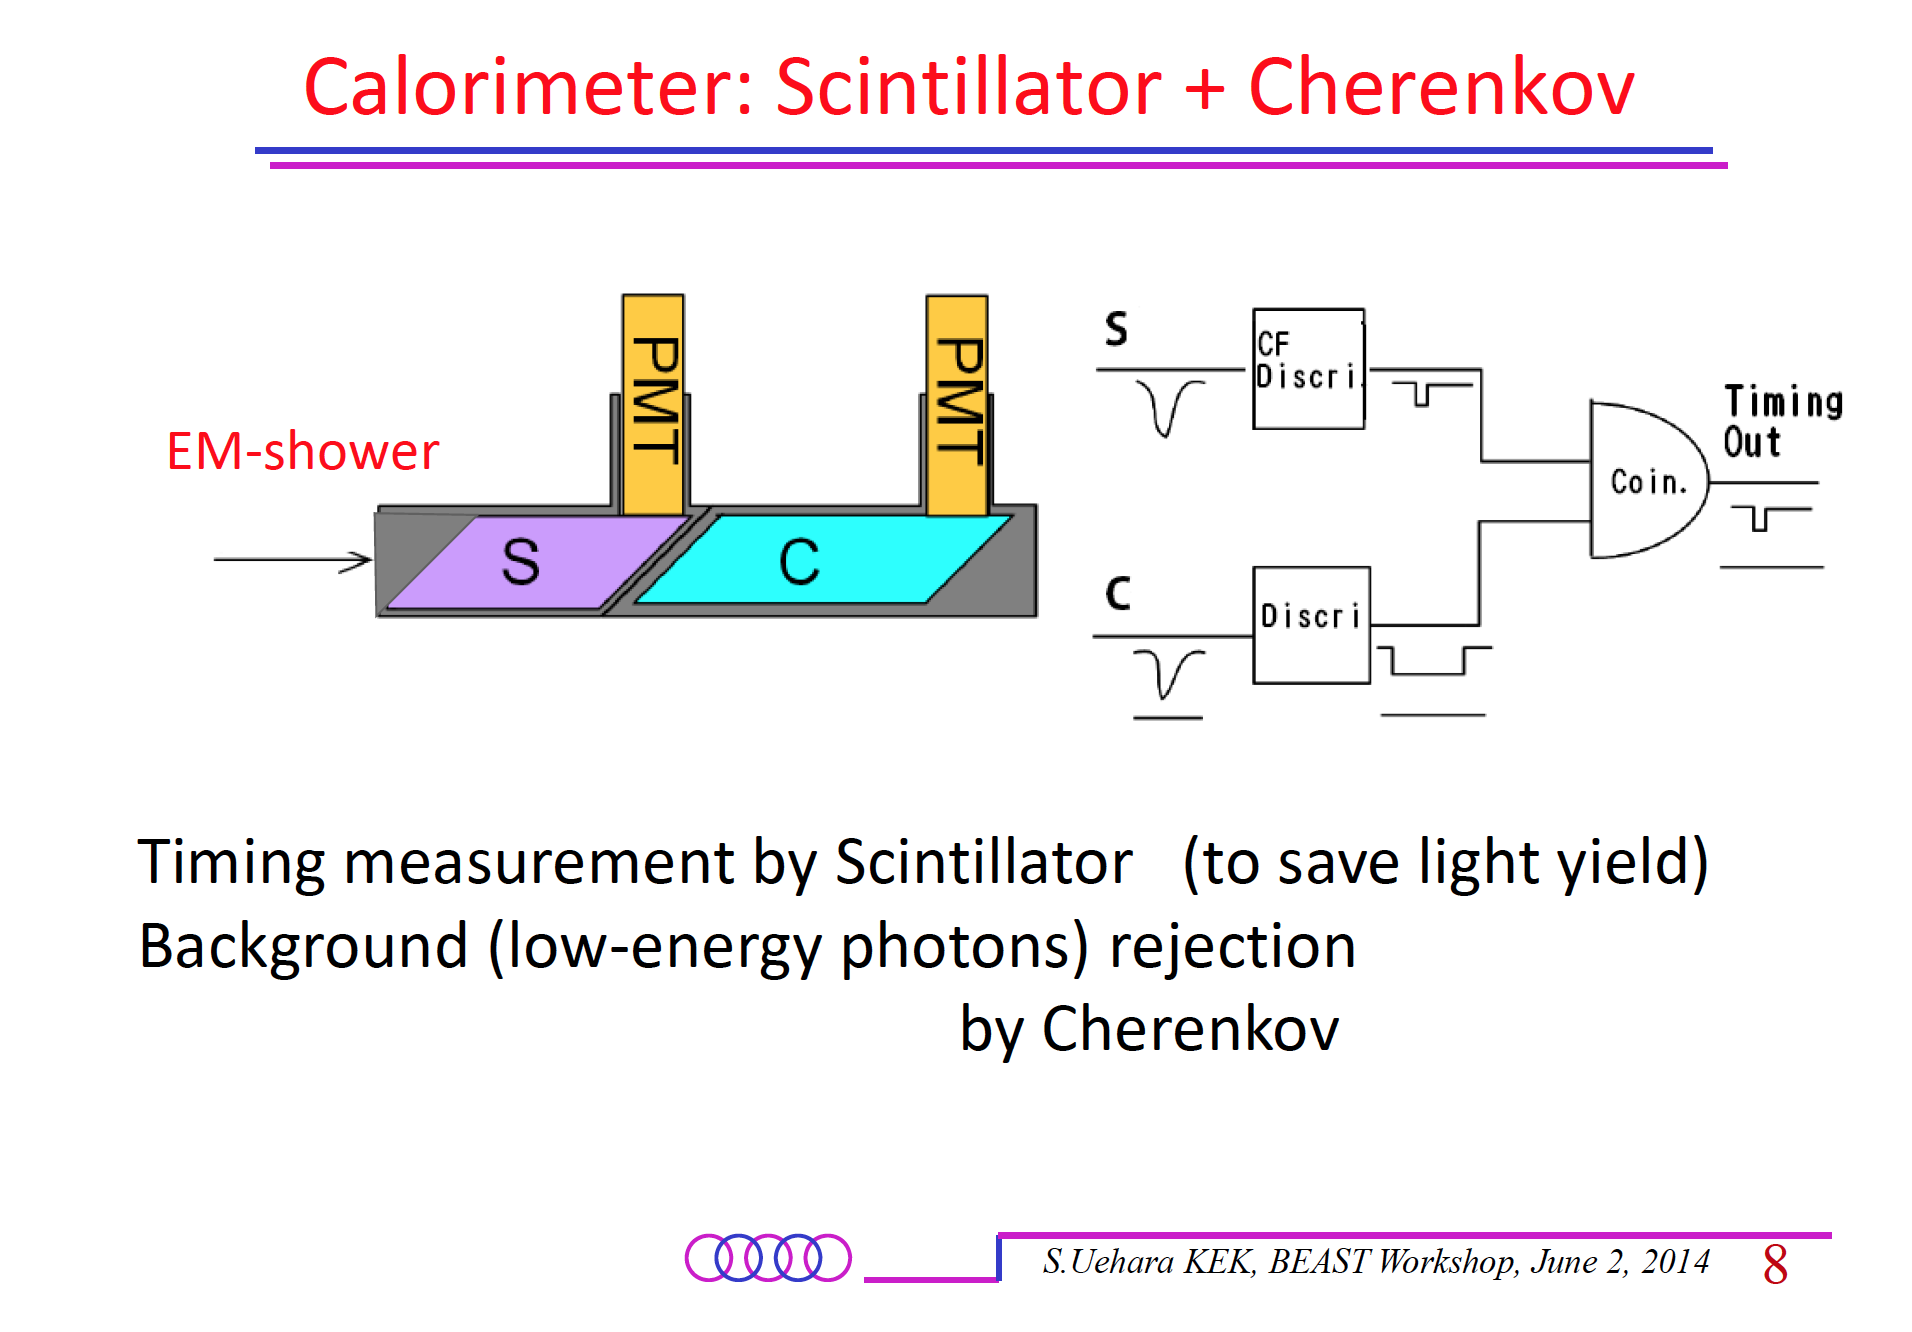 Calorimeter: Scintillator + Cherenkov
EM-shower
PMT
PMT
S
C
S
CF
Discri.
C
Discri
Coin.
Timing
Out
Timing measurement by Scintillator (to save light yield)
Background (low-energy photons) rejection
by Cherenkov
S.Uehara KEK, BEAST Workshop, June 2, 2014
8